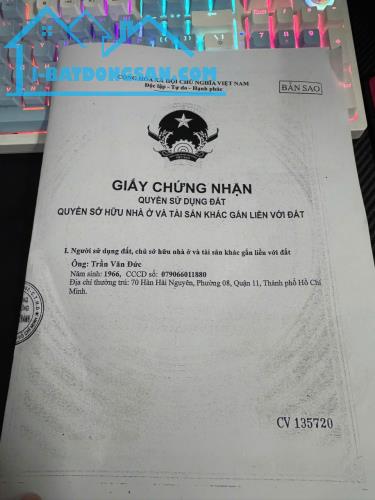 I-BATDONGSAN.COM
CỘNG HÒA XÃ HỘI CHỦ NGHĨA VIỆT NAM
Độc lập - Tự do - Hạnh phúc
BẢN SAO
GIẤY CHỨNG NHẬN
QUYỀN SỬ DỤNG ĐẤT
QUYỀN SỞ HỮU NHÀ Ở VÀ TÀI SẢN KHÁC GẮN LIỀN VỚI ĐẤT
I. Người sử dụng đất, chủ sở hữu nhà ở và tài sản khác gắn liền với đất
Ông: Trần Văn Đức
Năm sinh: 1966, CCCD số: 079066011880
Địa chỉ thường trú: 70 Hàn Hải Nguyên, Phường 08, Quận 11, Thành phố Hồ Chí
Minh.
CV 135720